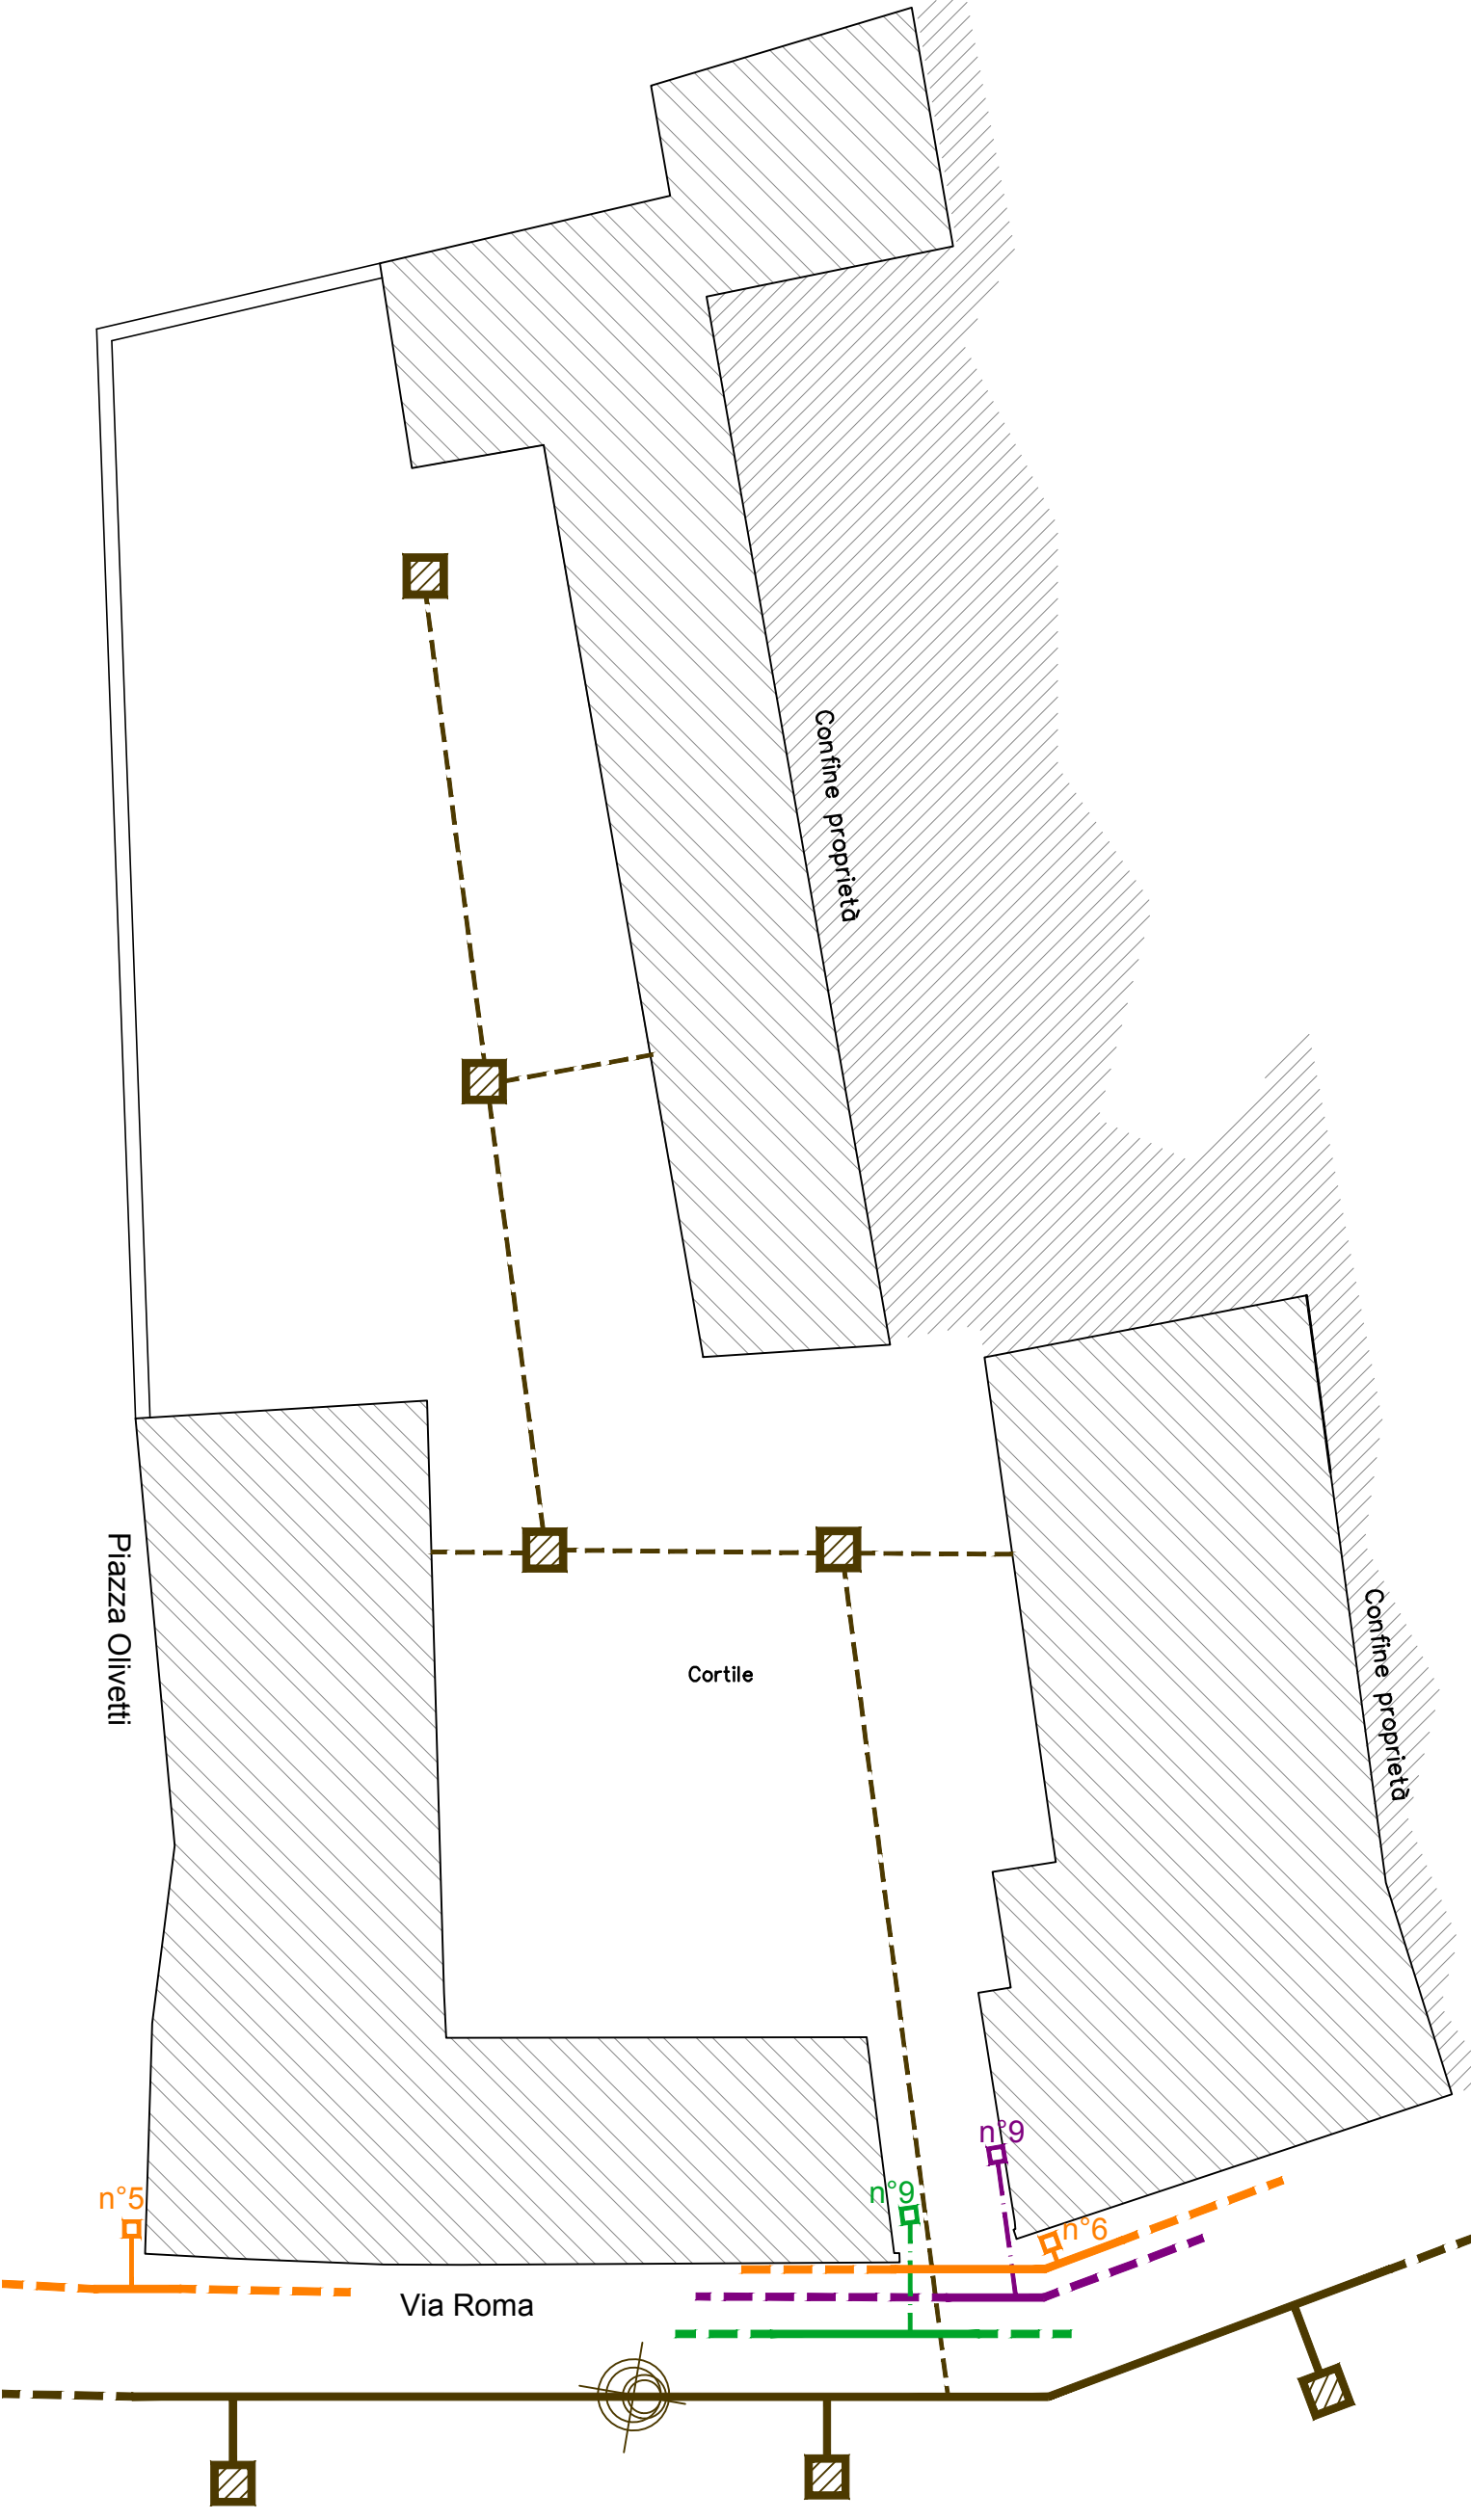 Confine proprietà
Piazza Olivetti
Confine proprietà
Cortile
n°9
n°9
n°5
n°6
Via Roma